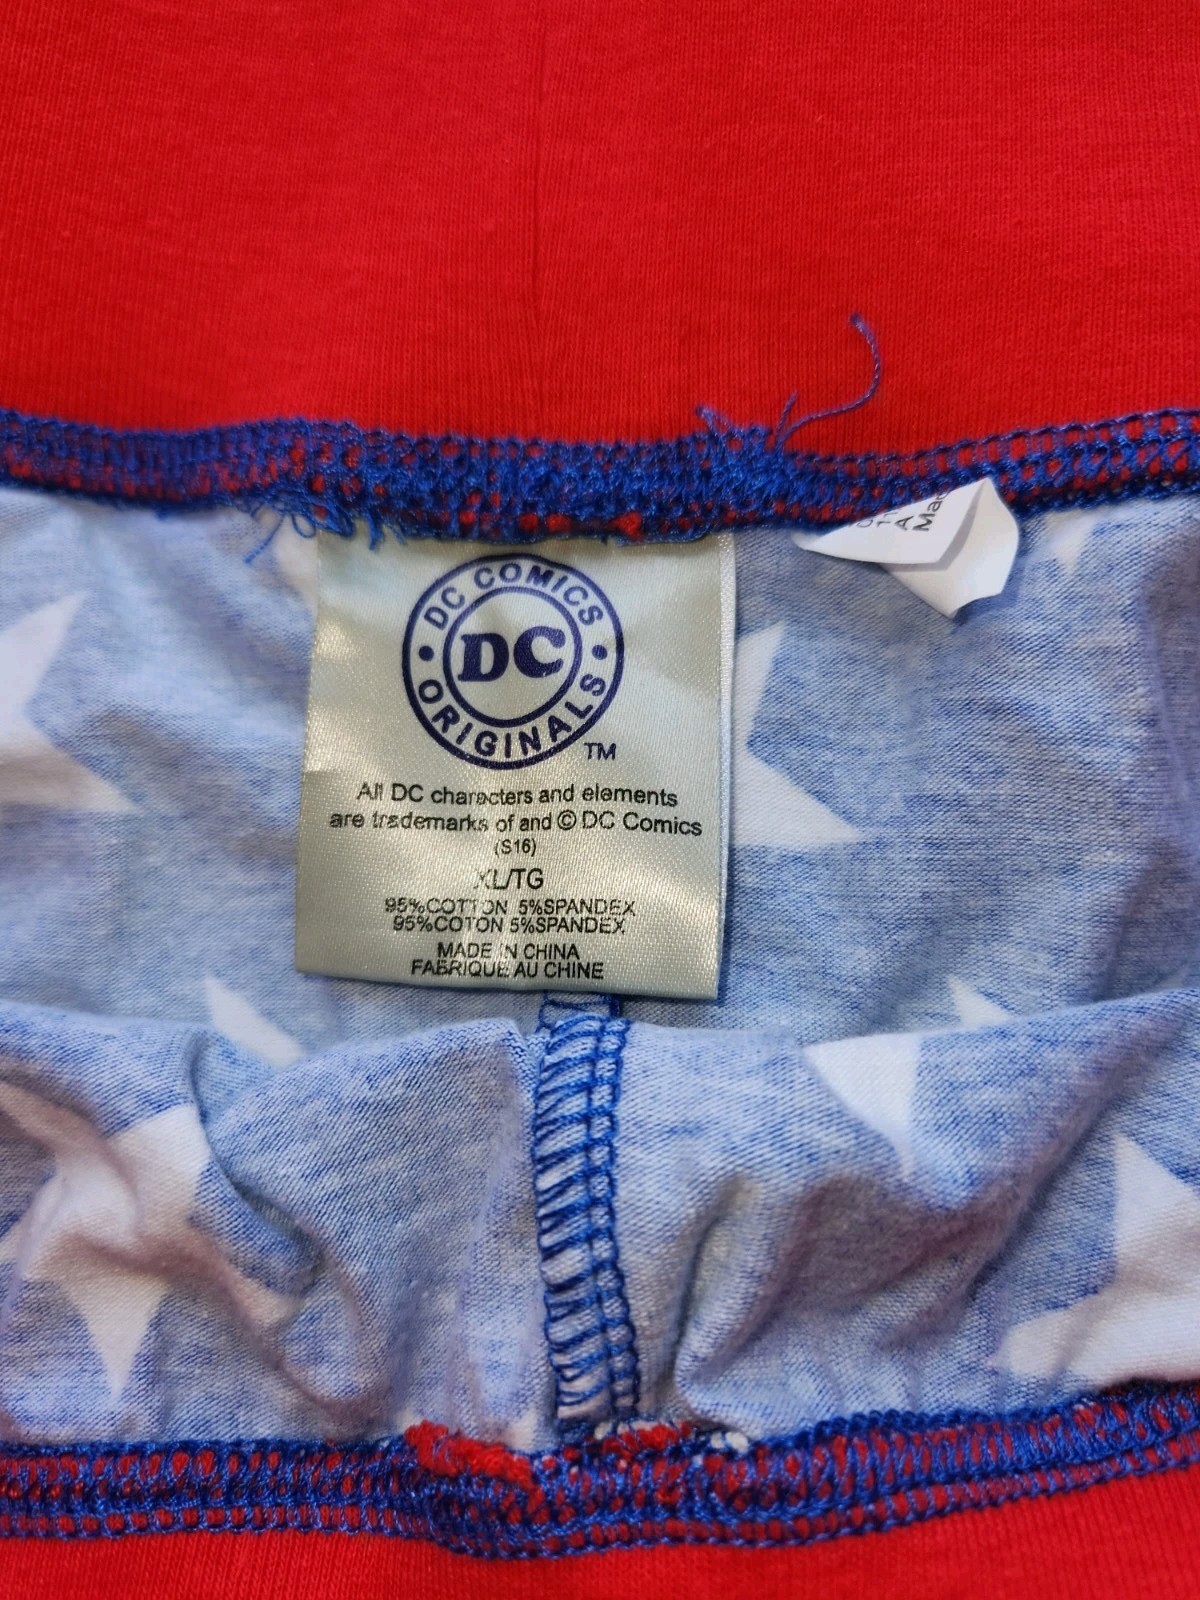 DC COMICS
DC
ORIGINALS
TM
All DC characters and elements
are trademarks of and © DC Comics
(S16)
XL/TG
95%COTTON 5%SPANDEX
95%COTON 5%SPANDEX
MADE IN CHINA
FABRIQUE AU CHINE